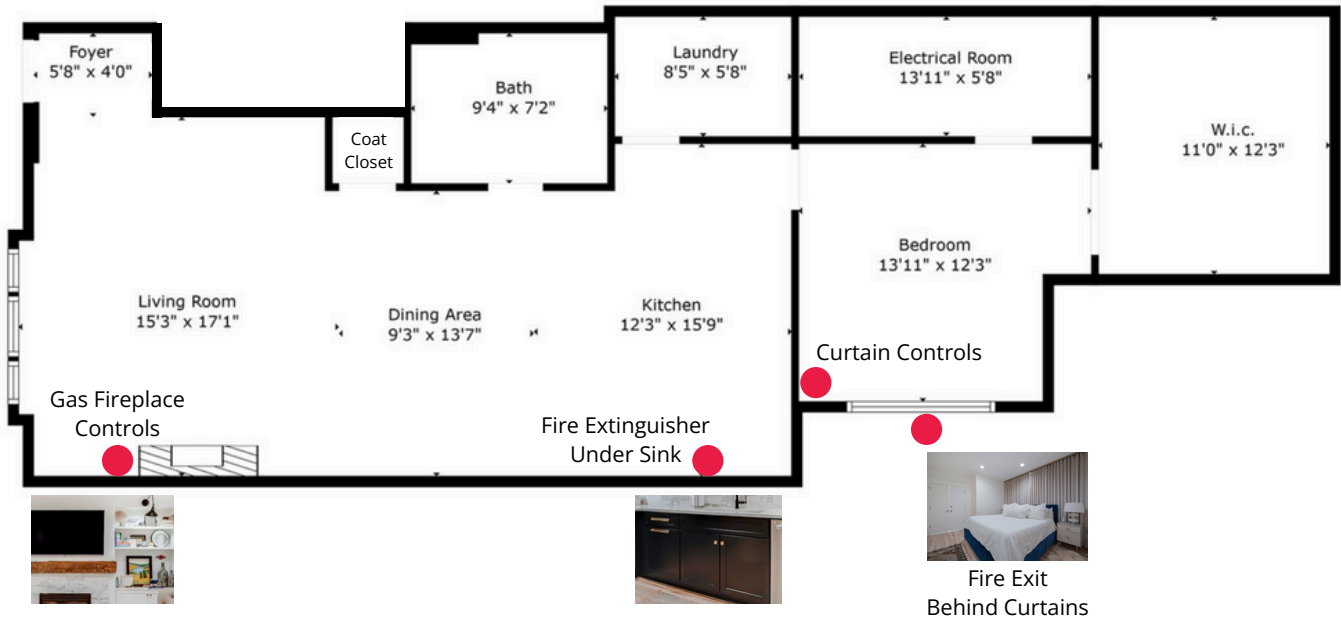 Foyer
5'8" x 4'0"
Bath
9'4" x 7'2"
Laundry
8'5" x 5'8"
Electrical Room
13'11" x 5'8"
W.i.c.
11'0" x 12'3"
Coat
Closet
Living Room
15'3" x 17'1"
Dining Area
9'3" x 13'7"
Kitchen
12'3" x 15'9"
Bedroom
13'11" x 12'3"
Curtain Controls
Gas Fireplace
Controls
Fire Extinguisher
Under Sink
Fire Exit
Behind Curtains